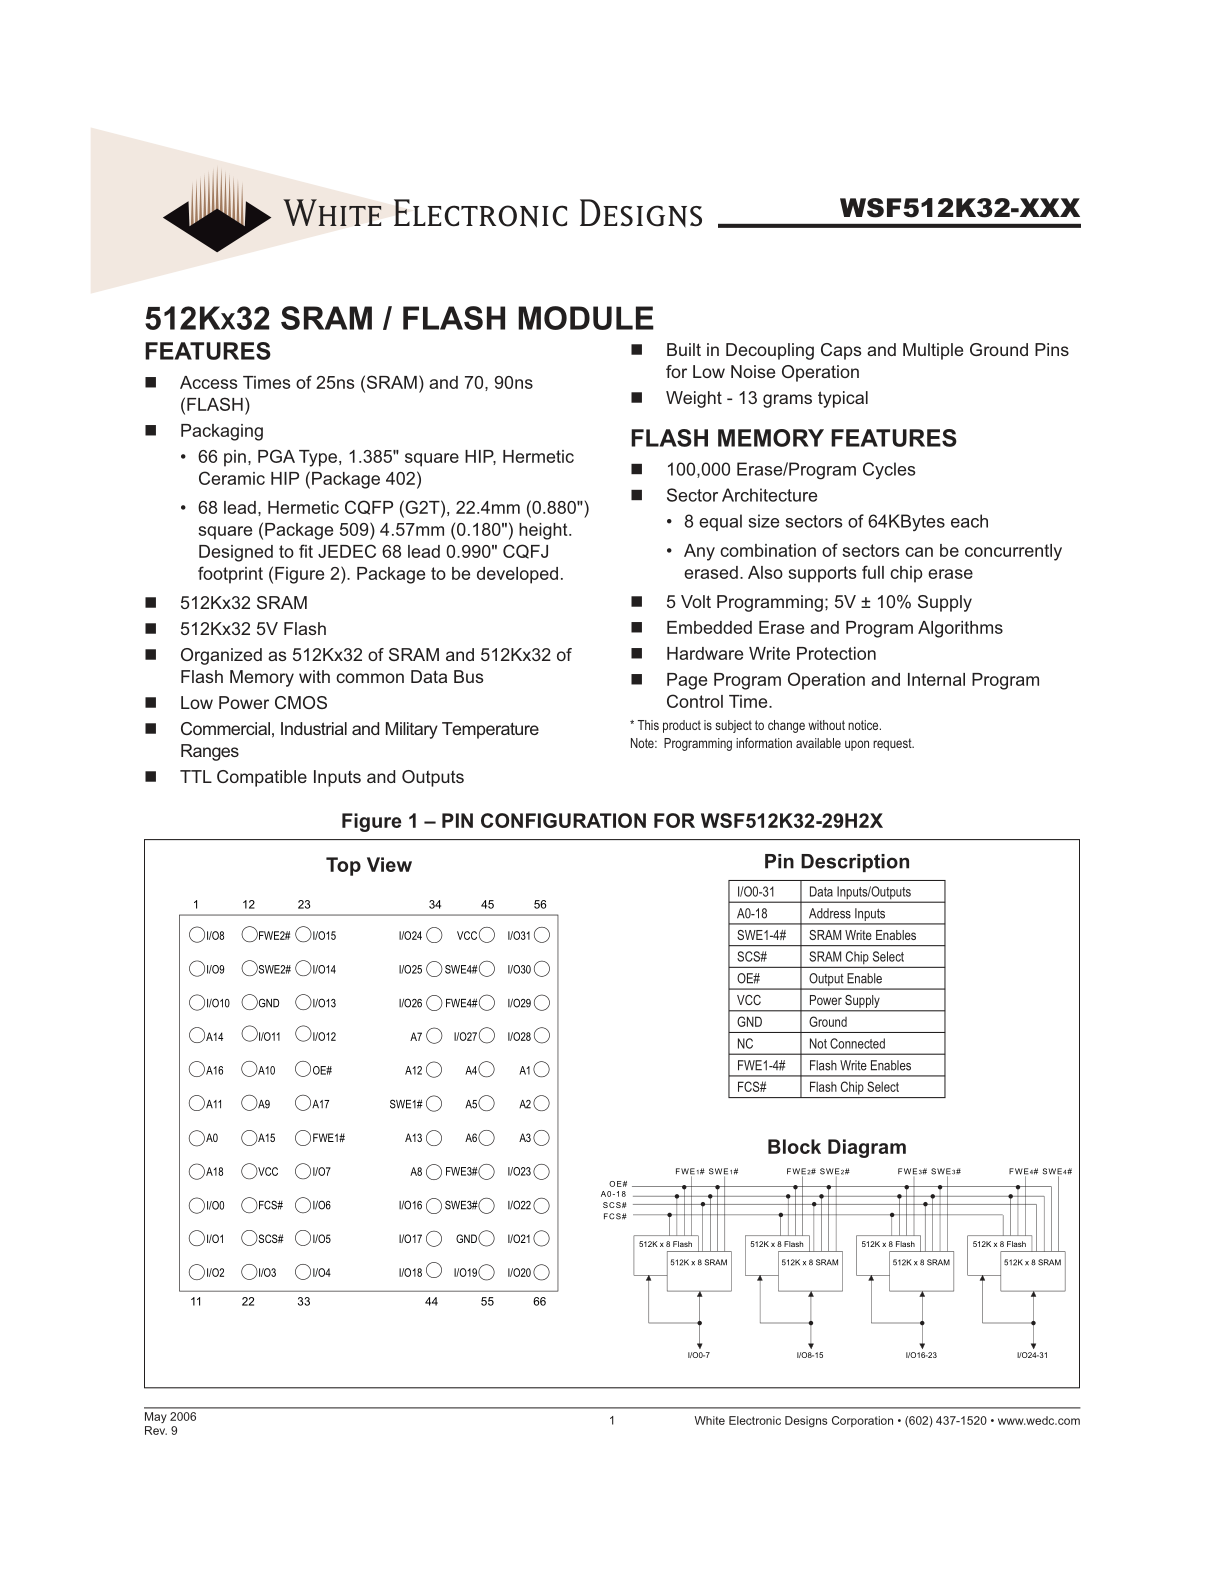 WHITE ELECTRONIC DESIGNS
WSF512K32-XXX
512Kx32 SRAM / FLASH MODULE
FEATURES
■ Access Times of 25ns (SRAM) and 70, 90ns
(FLASH)
■ Packaging
• 66 pin, PGA Type, 1.385" square HIP, Hermetic
Ceramic HIP (Package 402)
• 68 lead, Hermetic CQFP (G2T), 22.4mm (0.880")
square (Package 509) 4.57mm (0.180") height.
Designed to fit JEDEC 68 lead 0.990" CQFJ
footprint (Figure 2). Package to be developed.
■ 512Kx32 SRAM
■ 512Kx32 5V Flash
■ Organized as 512Kx32 of SRAM and 512Kx32 of
Flash Memory with common Data Bus
■ Low Power CMOS
■ Commercial, Industrial and Military Temperature
Ranges
■ TTL Compatible Inputs and Outputs
■ Built in Decoupling Caps and Multiple Ground Pins
for Low Noise Operation
■ Weight - 13 grams typical
FLASH MEMORY FEATURES
■ 100,000 Erase/Program Cycles
■ Sector Architecture
• 8 equal size sectors of 64KBytes each
• Any combination of sectors can be concurrently
erased. Also supports full chip erase
■ 5 Volt Programming; 5V ± 10% Supply
■ Embedded Erase and Program Algorithms
■ Hardware Write Protection
■ Page Program Operation and Internal Program
Control Time.
* This product is subject to change without notice.
Note: Programming information available upon request.
Figure 1 – PIN CONFIGURATION FOR WSF512K32-29H2X
Top View
1 12 23 34 45 56
I/O8 FWE2# I/O15 I/O24 VCC I/O31
I/O9 SWE2# I/O14 I/O25 SWE4# I/O30
I/O10 GND I/O13 I/O26 FWE4# I/O29
A14 I/O11 I/O12 A7 I/O27 I/O28
A16 A10 OE# A12 A4 A1
A11 A9 A17 SWE1# A5 A2
A0 A15 FWE1# A13 A6 A3
A18 VCC I/O7 A8 FWE3# I/O23
I/O0 FCS# I/O6 I/O16 SWE3# I/O22
I/O1 SCS# I/O5 I/O17 GND I/O21
I/O2 I/O3 I/O4 I/O18 I/O19 I/O20
11 22 33 44 55 66
Pin Description
I/O0-31 Data Inputs/Outputs
A0-18 Address Inputs
SWE1-4# SRAM Write Enables
SCS# SRAM Chip Select
OE# Output Enable
VCC Power Supply
GND Ground
NC Not Connected
FWE1-4# Flash Write Enables
FCS# Flash Chip Select
Block Diagram
FWE1# SWE1# FWE2# SWE2# FWE3# SWE3# FWE4# SWE4#
OE#
A0-18
SCS#
FCS#
512K x 8 Flash 512K x 8 Flash 512K x 8 Flash 512K x 8 Flash
512K x 8 SRAM 512K x 8 SRAM 512K x 8 SRAM 512K x 8 SRAM
I/O0-7 I/O8-15 I/O16-23 I/O24-31
May 2006
Rev. 9
1
White Electronic Designs Corporation • (602) 437-1520 • www.wedc.com